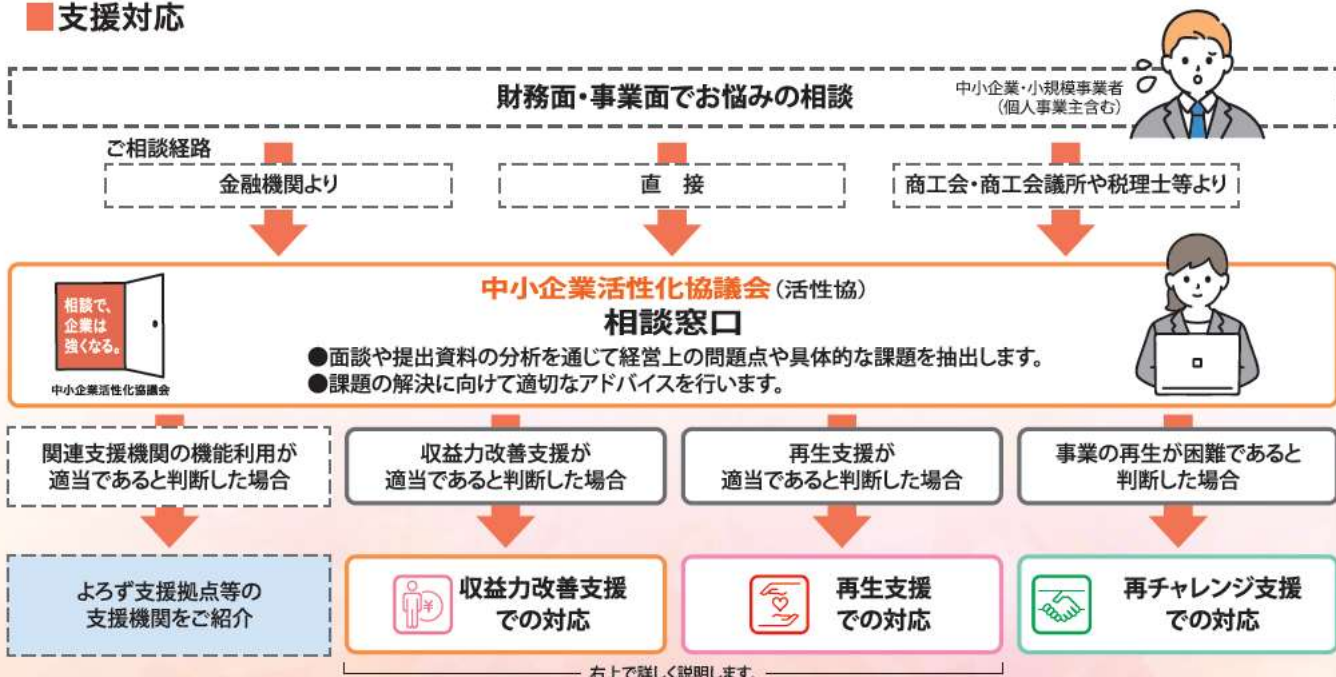 ■支援対応
財務面・事業面でお悩みの相談
中小企業・小規模事業者
(個人事業主含む)
ご相談経路
金融機関より
直 接
商工会・商工会議所や税理士等より
相談で、
企業は
強くなる。
中小企業活性化協議会
中小企業活性化協議会(活性協)
相談窓口
●面談や提出資料の分析を通じて経営上の問題点や具体的な課題を抽出します。
●課題の解決に向けて適切なアドバイスを行います。
関連支援機関の機能利用が
適当であると判断した場合
収益力改善支援が
適当であると判断した場合
再生支援が
適当であると判断した場合
事業の再生が困難であると
判断した場合
よろず支援拠点等の
支援機関をご紹介
¥
収益力改善支援
での対応
再生支援
での対応
再チャレンジ支援
での対応
右上で詳しく説明します。